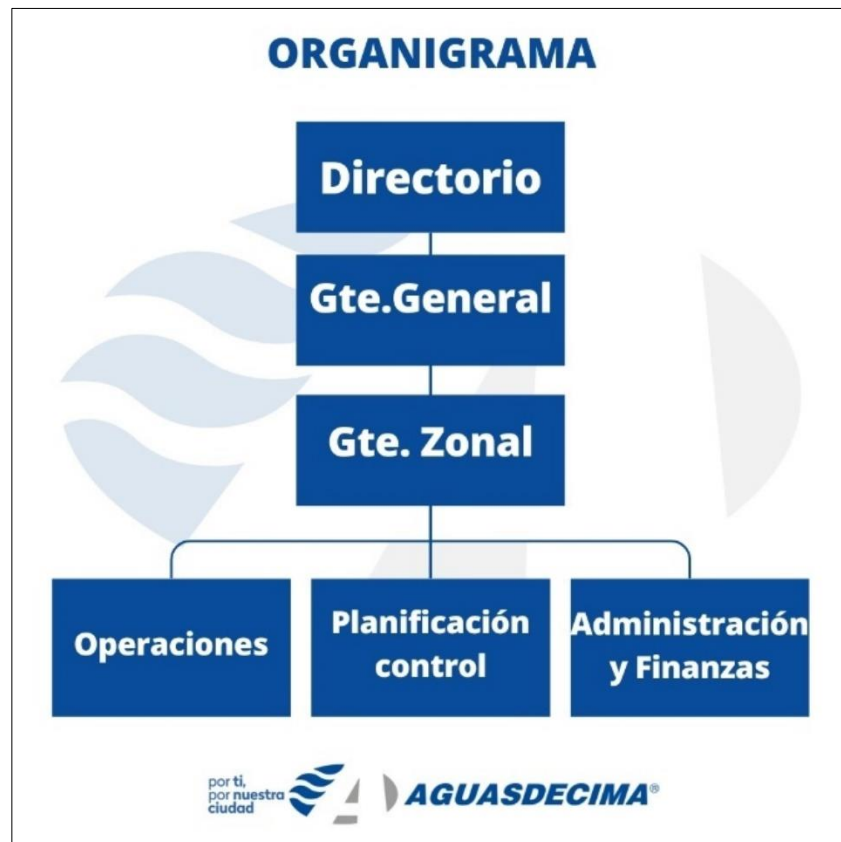 ORGANIGRAMA
Directorio
Gte.General
Gte. Zonal
Operaciones
Planificación
control
Administración
y Finanzas
por ti,
por nuestra
ciudad
AGUASDECIMA®